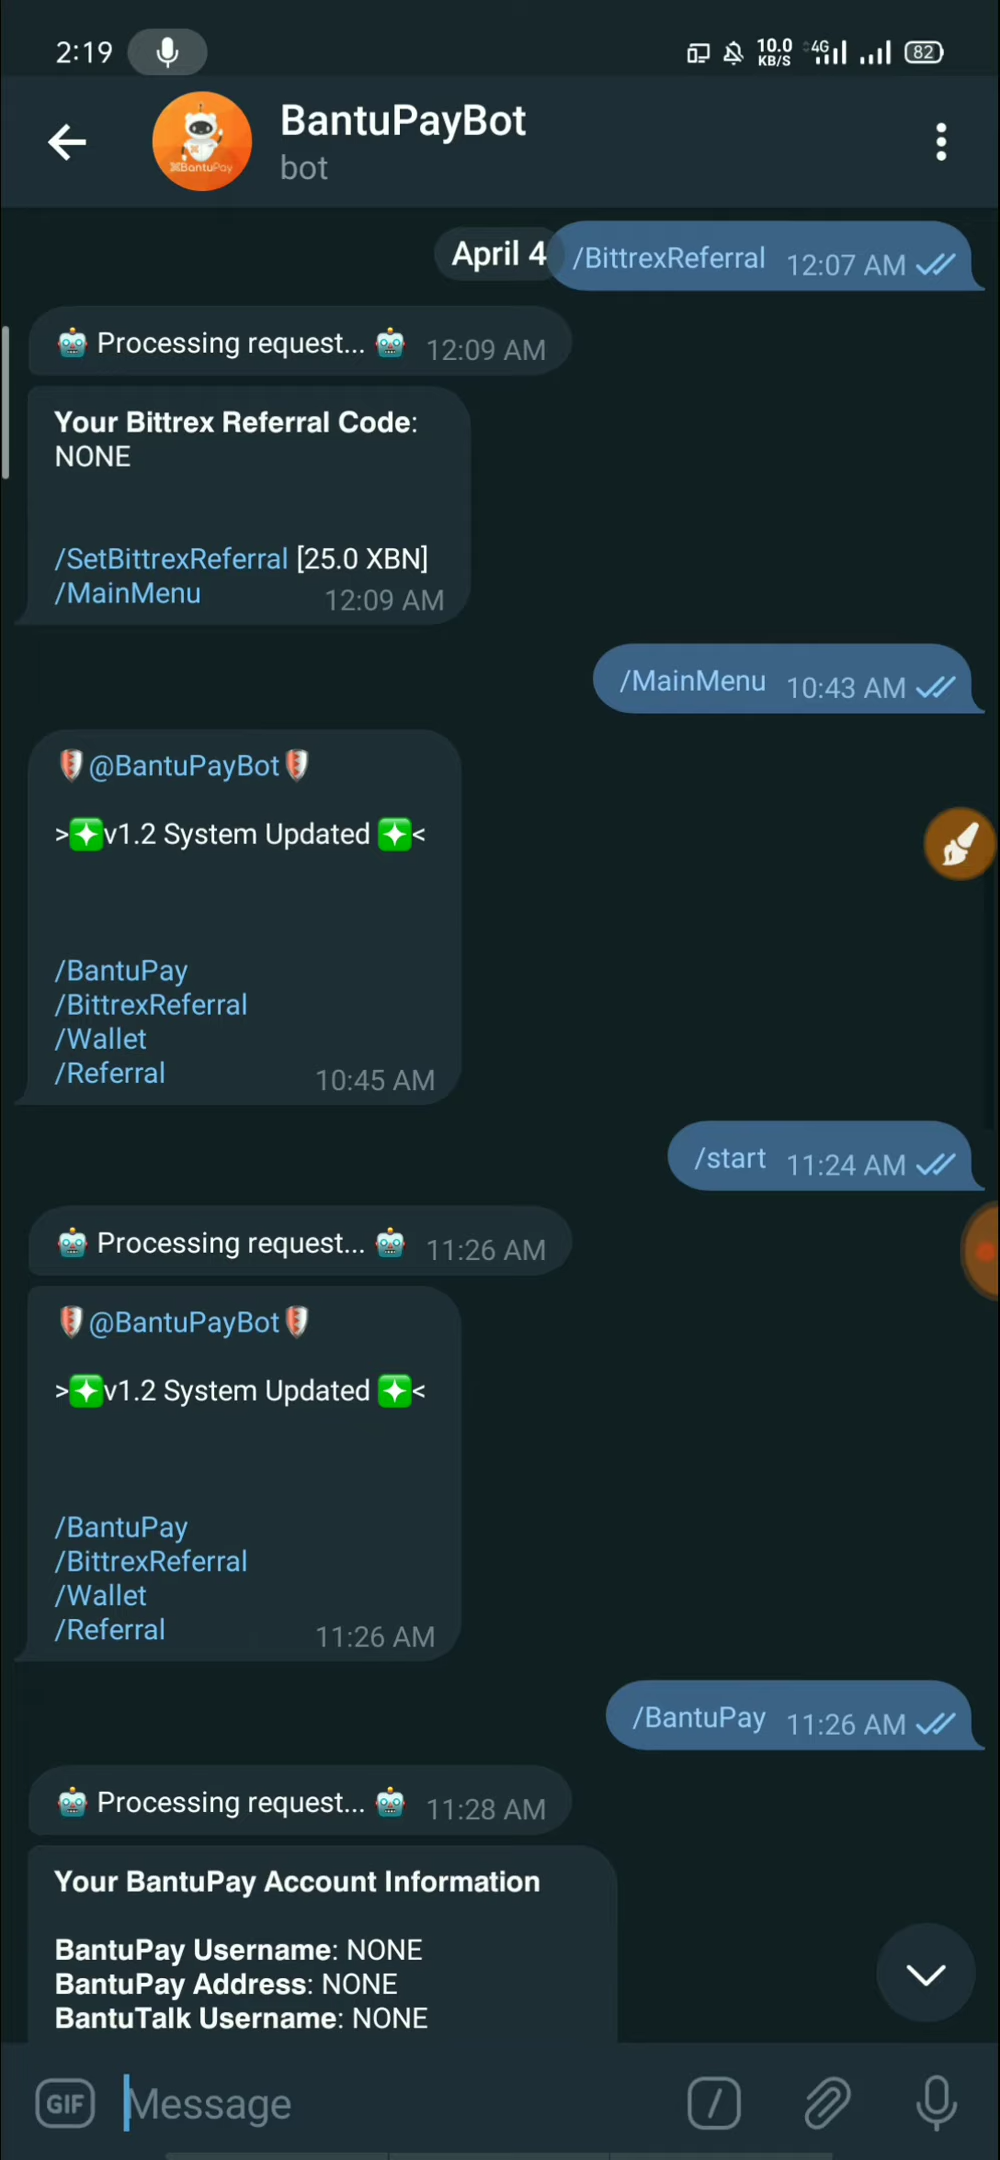 2:19
10.0
KB/S
4G
82
BantuPay
BantuPayBot
bot
April 4
/BittrexReferral 12:07 AM
🤖 Processing request... 🤖 12:09 AM
Your Bittrex Referral Code:
NONE
/SetBittrexReferral [25.0 XBN]
/MainMenu 12:09 AM
/MainMenu 10:43 AM
@BantuPayBot
>❇️v1.2 System Updated ❇️<
/BantuPay
/BittrexReferral
/Wallet
/Referral 10:45 AM
/start 11:24 AM
🤖 Processing request... 🤖 11:26 AM
@BantuPayBot
>❇️v1.2 System Updated ❇️<
/BantuPay
/BittrexReferral
/Wallet
/Referral 11:26 AM
/BantuPay 11:26 AM
🤖 Processing request... 🤖 11:28 AM
Your BantuPay Account Information
BantuPay Username: NONE
BantuPay Address: NONE
BantuTalk Username: NONE
GIF
Message
/